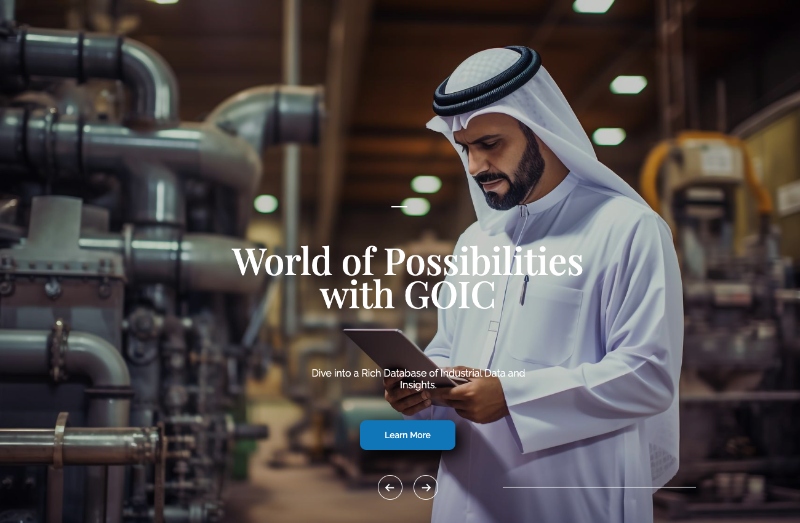 World of Possibilities
with GOIC
Dive into a Rich Database of Industrial Data and
Insights.
Learn More